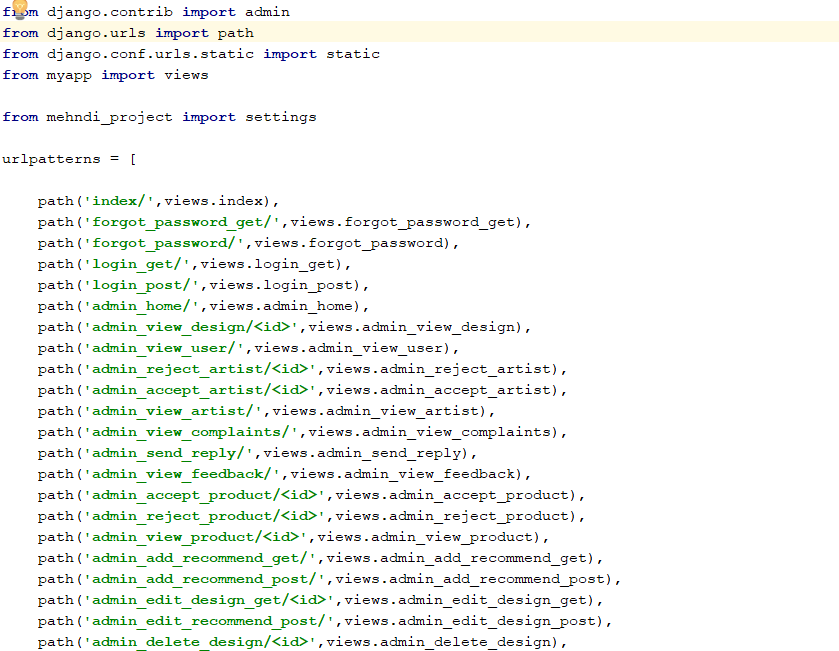 from django.contrib import admin
from django.urls import path
from django.conf.urls.static import static
from myapp import views
from mehndi_project import settings
urlpatterns = [
path('index/',views.index),
path('forgot_password_get/',views.forgot_password_get),
path('forgot_password/',views.forgot_password),
path('login_get/',views.login_get),
path('login_post/',views.login_post),
path('admin_home/',views.admin_home),
path('admin_view_design/<id>',views.admin_view_design),
path('admin_view_user/',views.admin_view_user),
path('admin_reject_artist/<id>',views.admin_reject_artist),
path('admin_accept_artist/<id>',views.admin_accept_artist),
path('admin_view_artist/',views.admin_view_artist),
path('admin_view_complaints/',views.admin_view_complaints),
path('admin_send_reply/',views.admin_send_reply),
path('admin_view_feedback/',views.admin_view_feedback),
path('admin_accept_product/<id>',views.admin_accept_product),
path('admin_reject_product/<id>',views.admin_reject_product),
path('admin_view_product/<id>',views.admin_view_product),
path('admin_add_recommend_get/',views.admin_add_recommend_get),
path('admin_add_recommend_post/',views.admin_add_recommend_post),
path('admin_edit_design_get/<id>',views.admin_edit_design_get),
path('admin_edit_recommend_post/',views.admin_edit_design_post),
path('admin_delete_design/<id>',views.admin_delete_design),